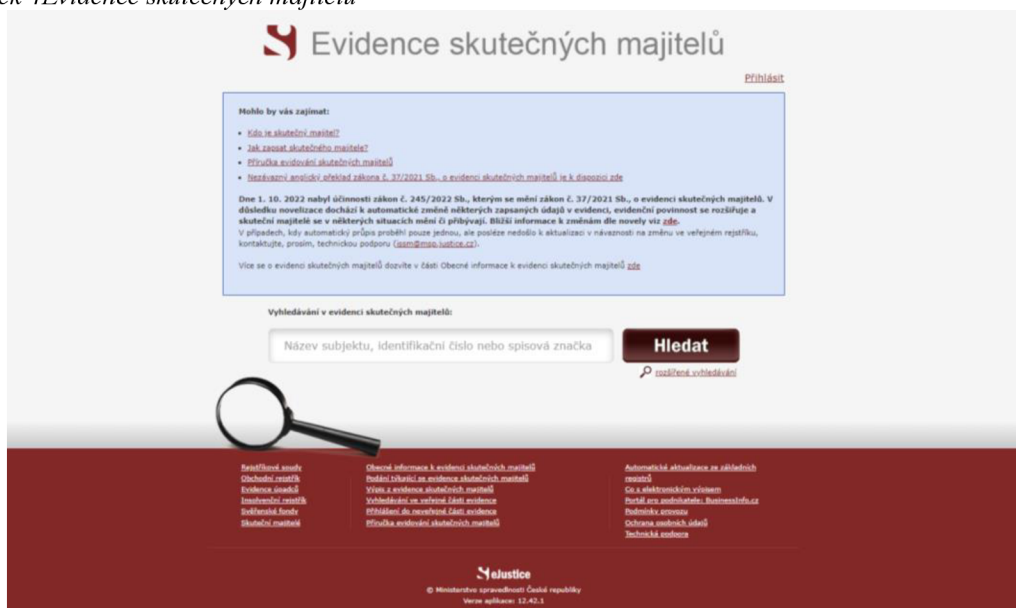 ek 4Evidence skutečných majitelů
Evidence skutečných majitelů
Přihlásit
Mohlo by vás zajímat:
• Kdo je skutečný majitel?
• Jak zapsat skutečného majitele?
• Příručka evidování skutečných majitelů
• Nezávazný anglický překlad zákona č. 37/2021 Sb., o evidenci skutečných majitelů je k dispozici zde
Dne 1. 10. 2022 nabyl účinnosti zákon č. 245/2022 Sb., kterým se mění zákon č. 37/2021 Sb., o evidenci skutečných majitelů. V
důsledku novelizace dochází k automatické změně některých zapsaných údajů v evidenci, evidenční povinnost se rozšiřuje a
skuteční majitelé se v některých situacích mění či přibývají. Bližší informace k změnám dle novely viz zde.
V případech, kdy automatický průpis proběhl pouze jednou, ale posléze nedošlo k aktualizaci v návaznosti na změnu ve veřejném rejstříku,
kontaktujte, prosím, technickou podporu (issm@msp.justice.cz).
Více se o evidenci skutečných majitelů dozvíte v části Obecné informace k evidenci skutečných majitelů zde
Vyhledávání v evidenci skutečných majitelů:
Název subjektu, identifikační číslo nebo spisová značka
Hledat
rozšířené vyhledávání
Rejstříkové soudy
Obchodní rejstřík
Evidence úpadců
Insolvenční rejstřík
Svěřenské fondy
Skuteční majitelé
Obecné informace k evidenci skutečných majitelů
Podání týkající se evidence skutečných majitelů
Výpis z evidence skutečných majitelů
Vyhledávání ve veřejné části evidence
Přihlášení do neveřejné části evidence
Příručka evidování skutečných majitelů
Automatické aktualizace ze základních
registrů
Co s elektronickým výpisem
Portál pro podnikatele: BusinessInfo.cz
Podmínky provozu
Ochrana osobních údajů
Technická podpora
eJustice
© Ministerstvo spravedlnosti České republiky
Verze aplikace: 12.42.1